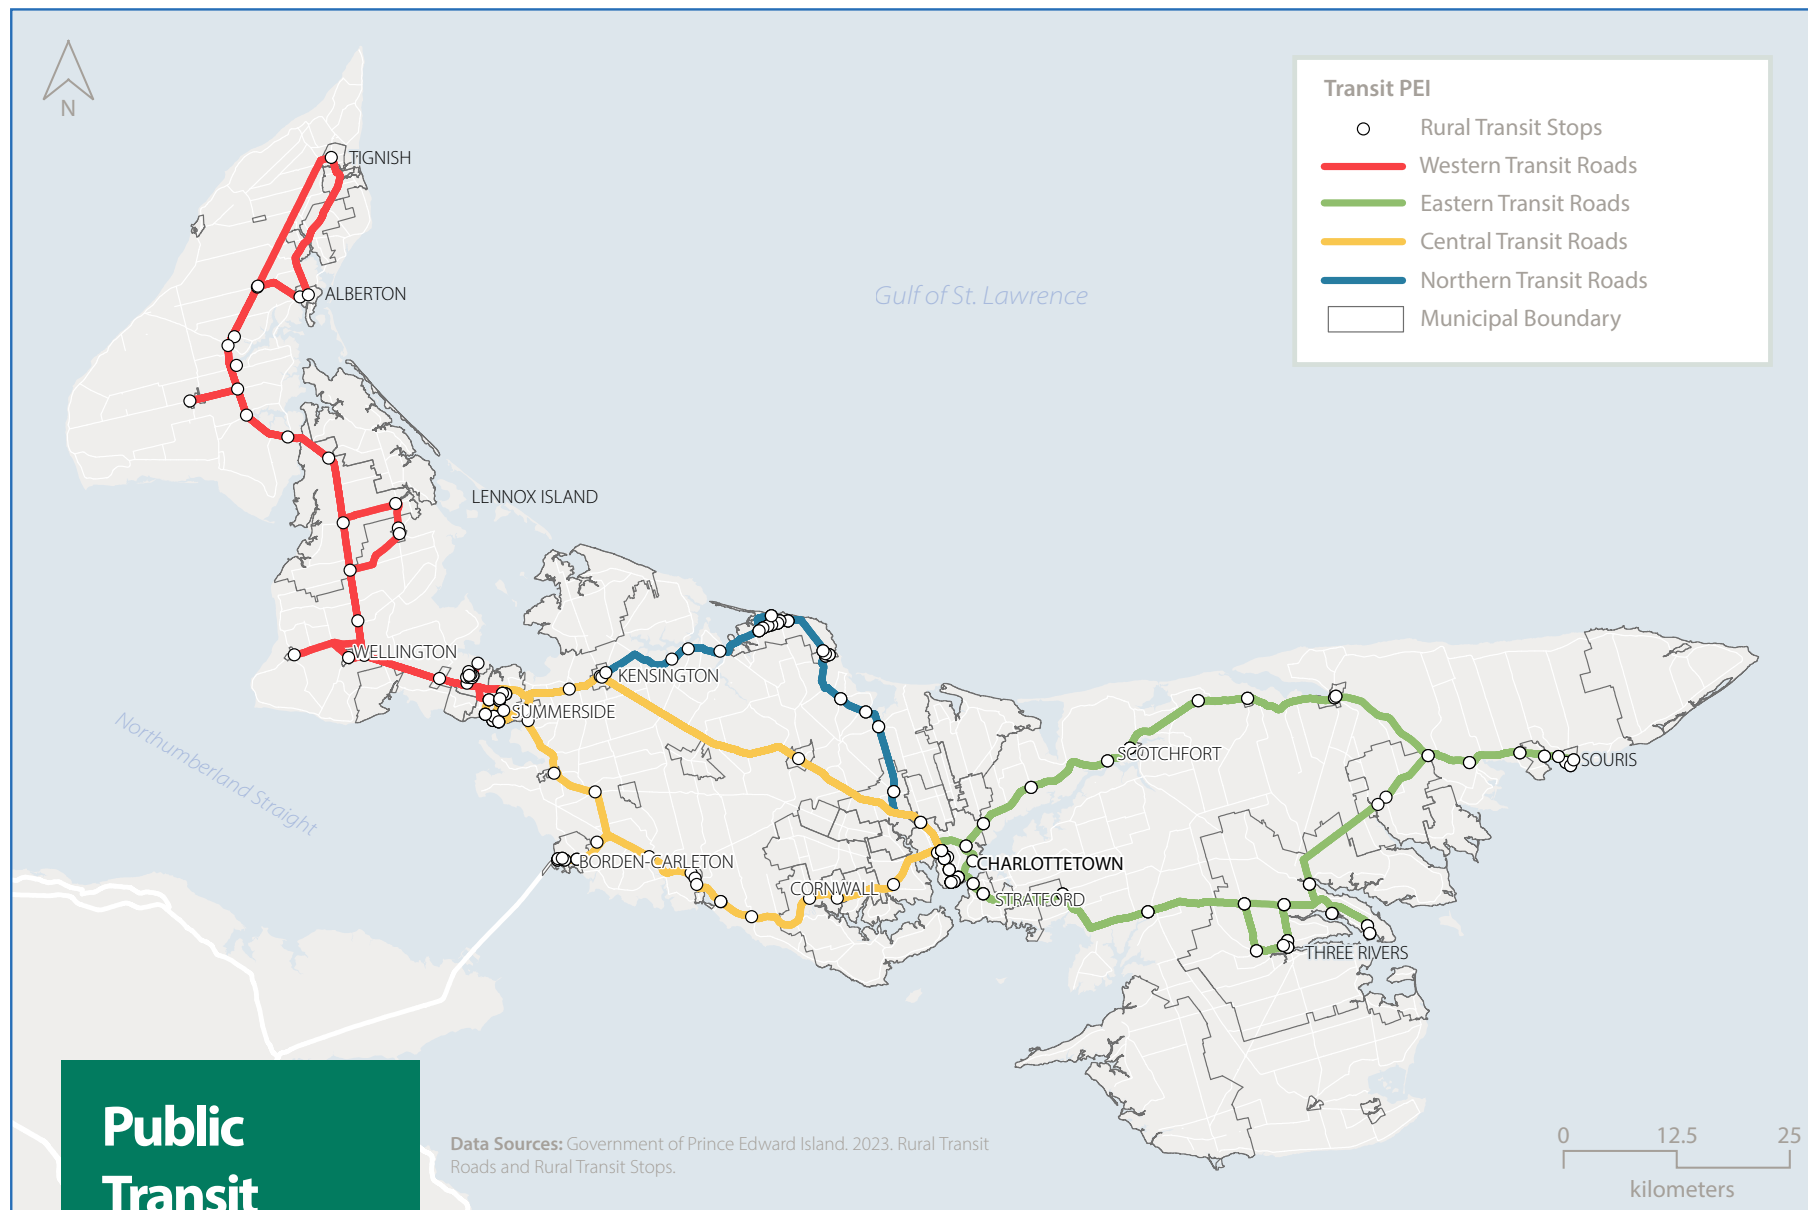 N
Transit PEI
Rural Transit Stops
Western Transit Roads
Eastern Transit Roads
Central Transit Roads
Northern Transit Roads
Municipal Boundary
TIGNISH
ALBERTON
Gulf of St. Lawrence
LENNOX ISLAND
WELLINGTON
KENSINGTON
SUMMERSIDE
Northumberland Straight
SCOTCHFORT
SOURIS
BORDEN-CARLETON
CHARLOTTETOWN
CORNWALL
STRATFORD
THREE RIVERS
Public
Transit
Data Sources: Government of Prince Edward Island. 2023. Rural Transit
Roads and Rural Transit Stops.
0 12.5 25
kilometers